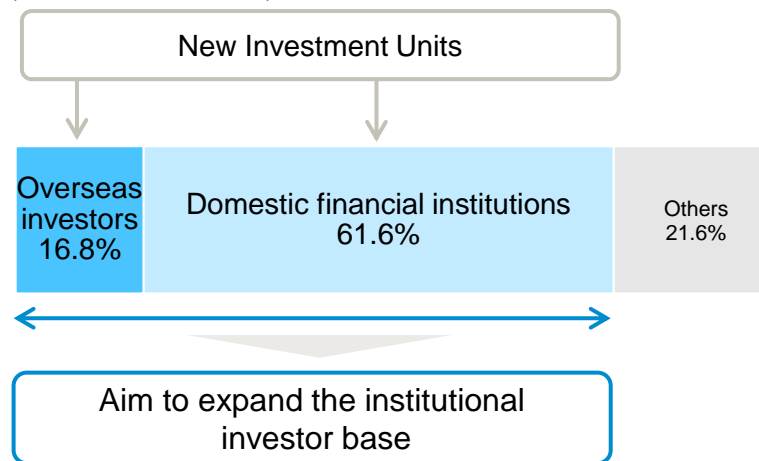 New Investment Units
Overseas
investors
16.8%
Domestic financial institutions
61.6%
Others
21.6%
Aim to expand the institutional
investor base